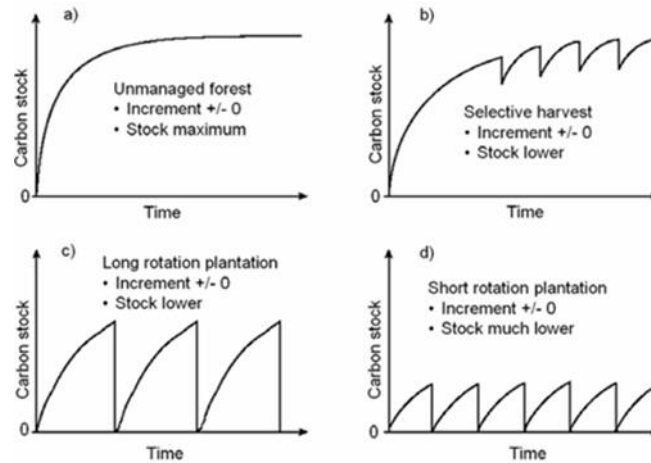 a)
Carbon stock
Unmanaged forest
• Increment +/- 0
• Stock maximum
0
Time
b)
Carbon stock
Selective harvest
• Increment +/- 0
• Stock lower
0
Time
c)
Carbon stock
Long rotation plantation
• Increment +/- 0
• Stock lower
0
Time
d)
Carbon stock
Short rotation plantation
• Increment +/- 0
• Stock much lower
0
Time